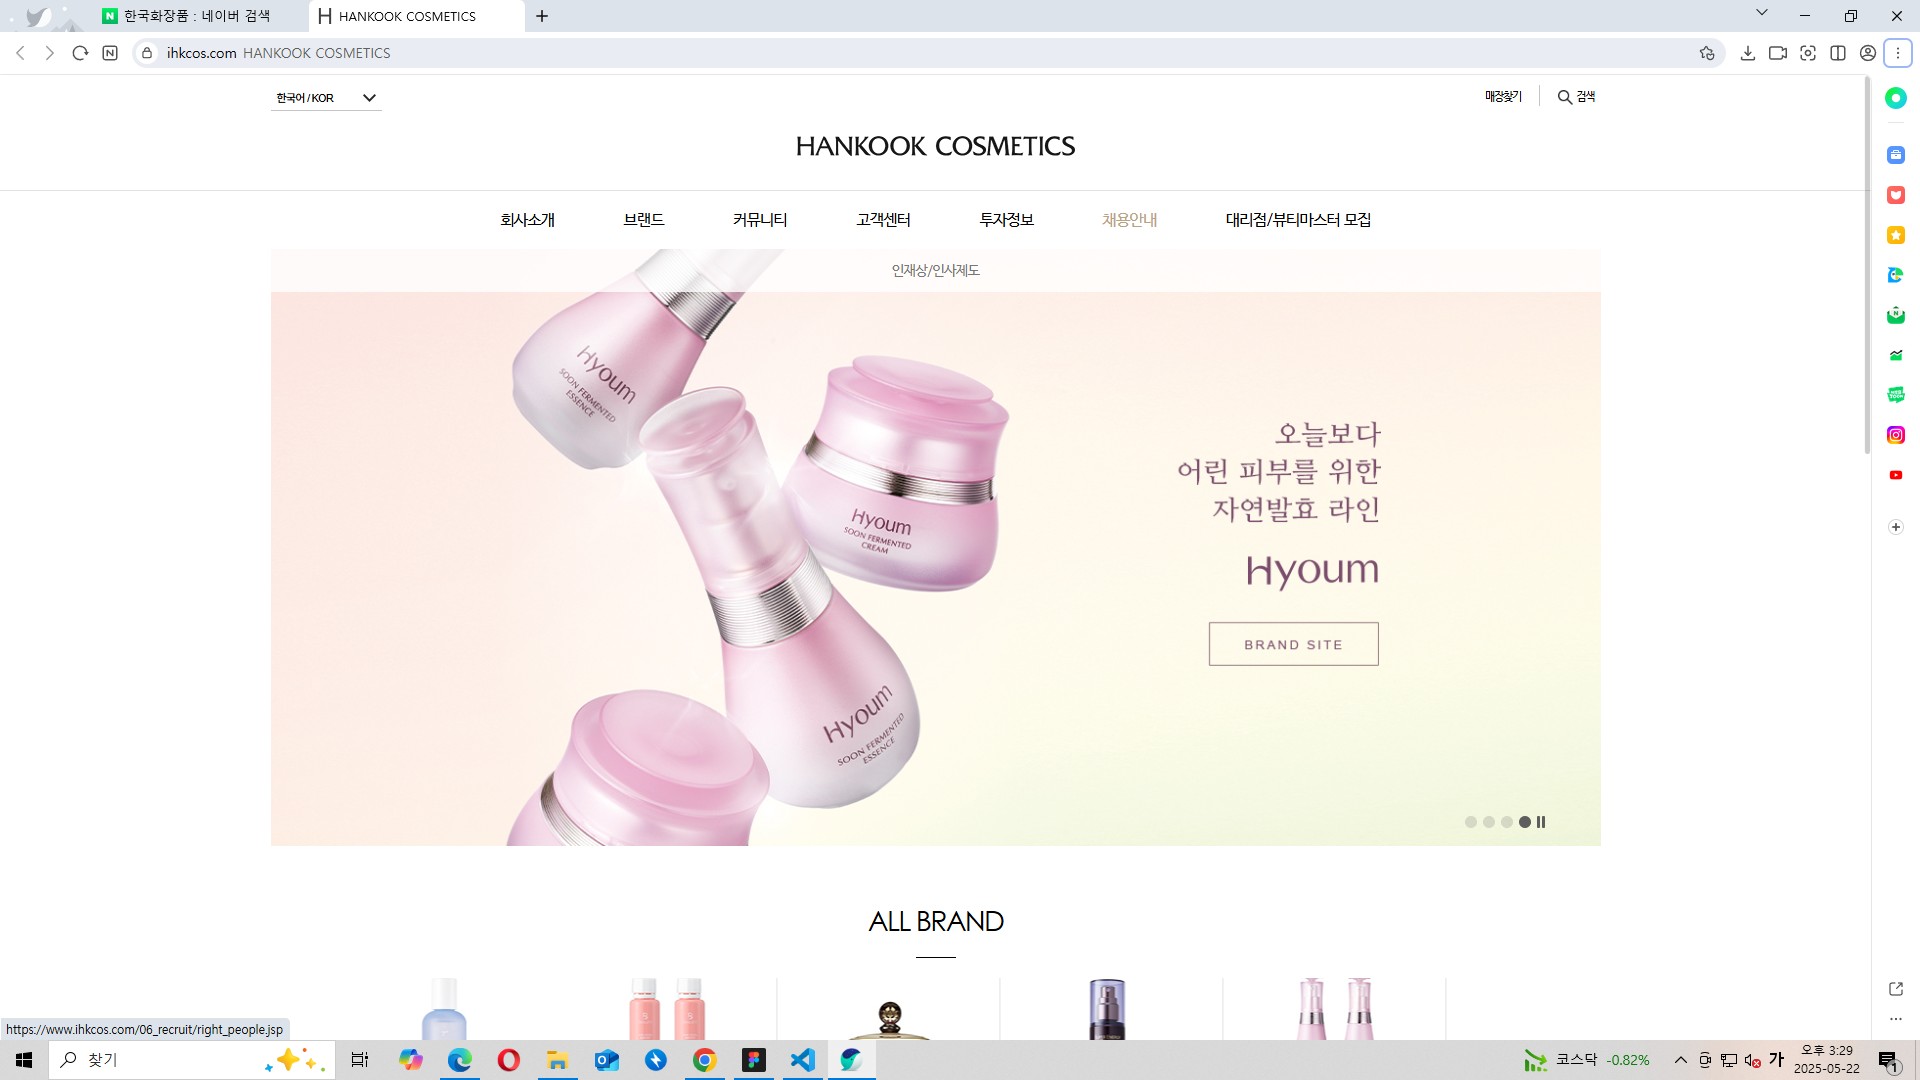 한국화장품 : 네이버 검색
HANKOOK COSMETICS
ihkcos.com HANKOOK COSMETICS
한국어 / KOR
매장찾기
검색
HANKOOK COSMETICS
회사소개 브랜드 커뮤니티 고객센터 투자정보 채용안내 대리점/뷰티마스터 모집
인재상/인사제도
Hyoum
SOON FERMENTED
ESSENCE
Hyoum
SOON FERMENTED
CREAM
오늘보다
어린 피부를 위한
자연발효 라인
Hyoum
BRAND SITE
Hyoum
SOON FERMENTED
ESSENCE
ALL BRAND
https://www.ihkcos.com/06_recruit/right_people.jsp
찾기
코스닥 -0.82%
가
오후 3:29
2025-05-22
1